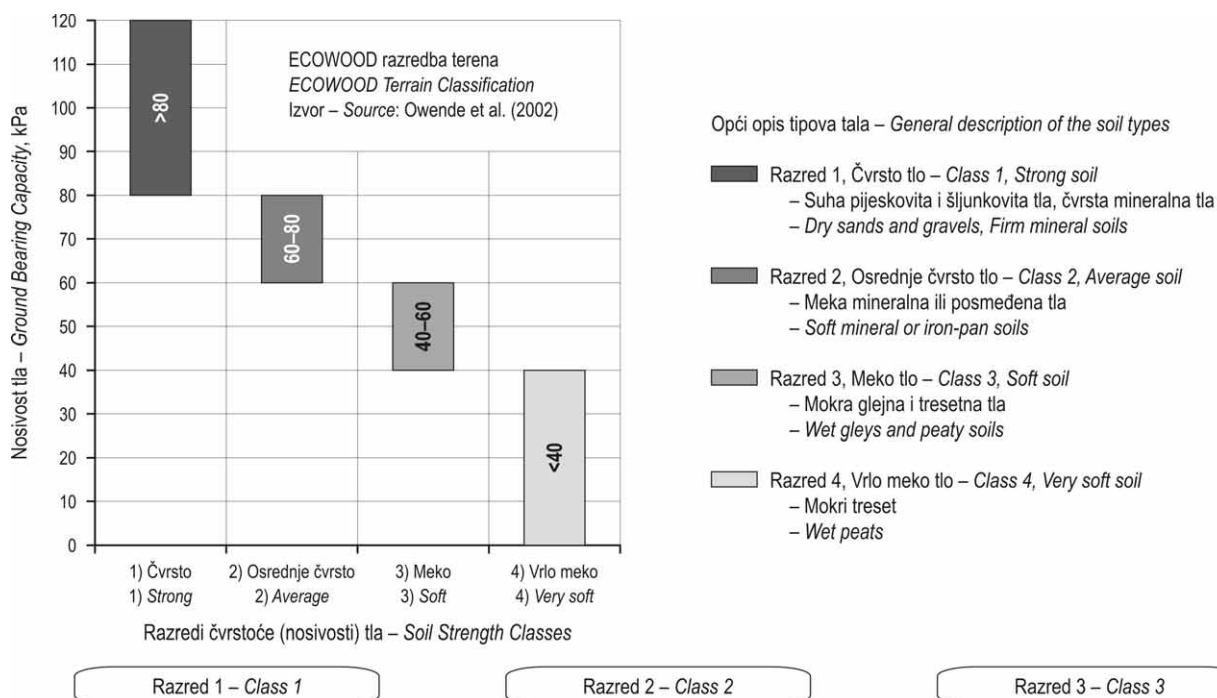 Nosivost tla – Ground Bearing Capacity, kPa
120
110
100
90
80
70
60
50
40
30
20
10
0
>80
60–80
40–60
<40
ECOWOOD razredba terena
ECOWOOD Terrain Classification
Izvor – Source: Owende et al. (2002)
1) Čvrsto
1) Strong
2) Osrednje čvrsto
2) Average
3) Meko
3) Soft
4) Vrlo meko
4) Very soft
Razredi čvrstoće (nosivosti) tla – Soil Strength Classes
Opći opis tipova tala – General description of the soil types
Razred 1, Čvrsto tlo – Class 1, Strong soil
– Suha pijeskovita i šljunkovita tla, čvrsta mineralna tla
– Dry sands and gravels, Firm mineral soils
Razred 2, Osrednje čvrsto tlo – Class 2, Average soil
– Meka mineralna ili posmeđena tla
– Soft mineral or iron-pan soils
Razred 3, Meko tlo – Class 3, Soft soil
– Mokra glejna i tresetna tla
– Wet gleys and peaty soils
Razred 4, Vrlo meko tlo – Class 4, Very soft soil
– Mokri treset
– Wet peats
Razred 1 – Class 1
Razred 2 – Class 2
Razred 3 – Class 3